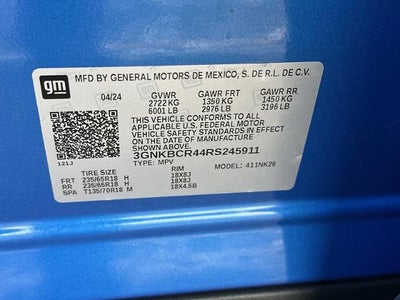 gm
MFD BY GENERAL MOTORS DE MEXICO, S. DE R.L. DE C.V.
04/24 GVWR GAWR FRT GAWR RR
2722 KG 1350 KG 1450 KG
6001 LB 2976 LB 3196 LB
THIS VEHICLE CONFORMS TO ALL
APPLICABLE U.S. FEDERAL MOTOR
VEHICLE SAFETY STANDARDS IN EFFECT
ON THE DATE OF MANUFACTURE
SHOWN ABOVE.
3GNKBCR44RS245911
121J TYPE: MPV MODEL: 411NK26
TIRE SIZE RIM
FRT 235/65R18 H 18X8J
RR 235/65R18 H 18X8J
SPA T135/70R18 M 18X4.5B